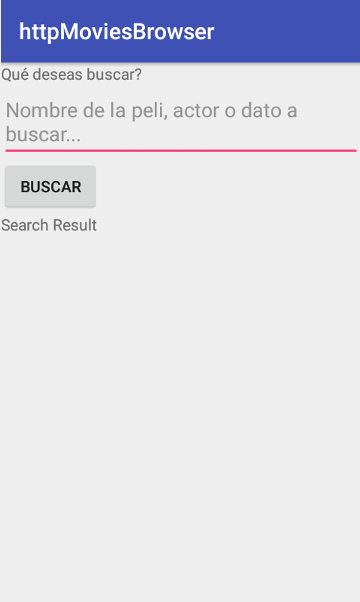 httpMoviesBrowser
Qué deseas buscar?
Nombre de la peli, actor o dato a
buscar...
BUSCAR
Search Result